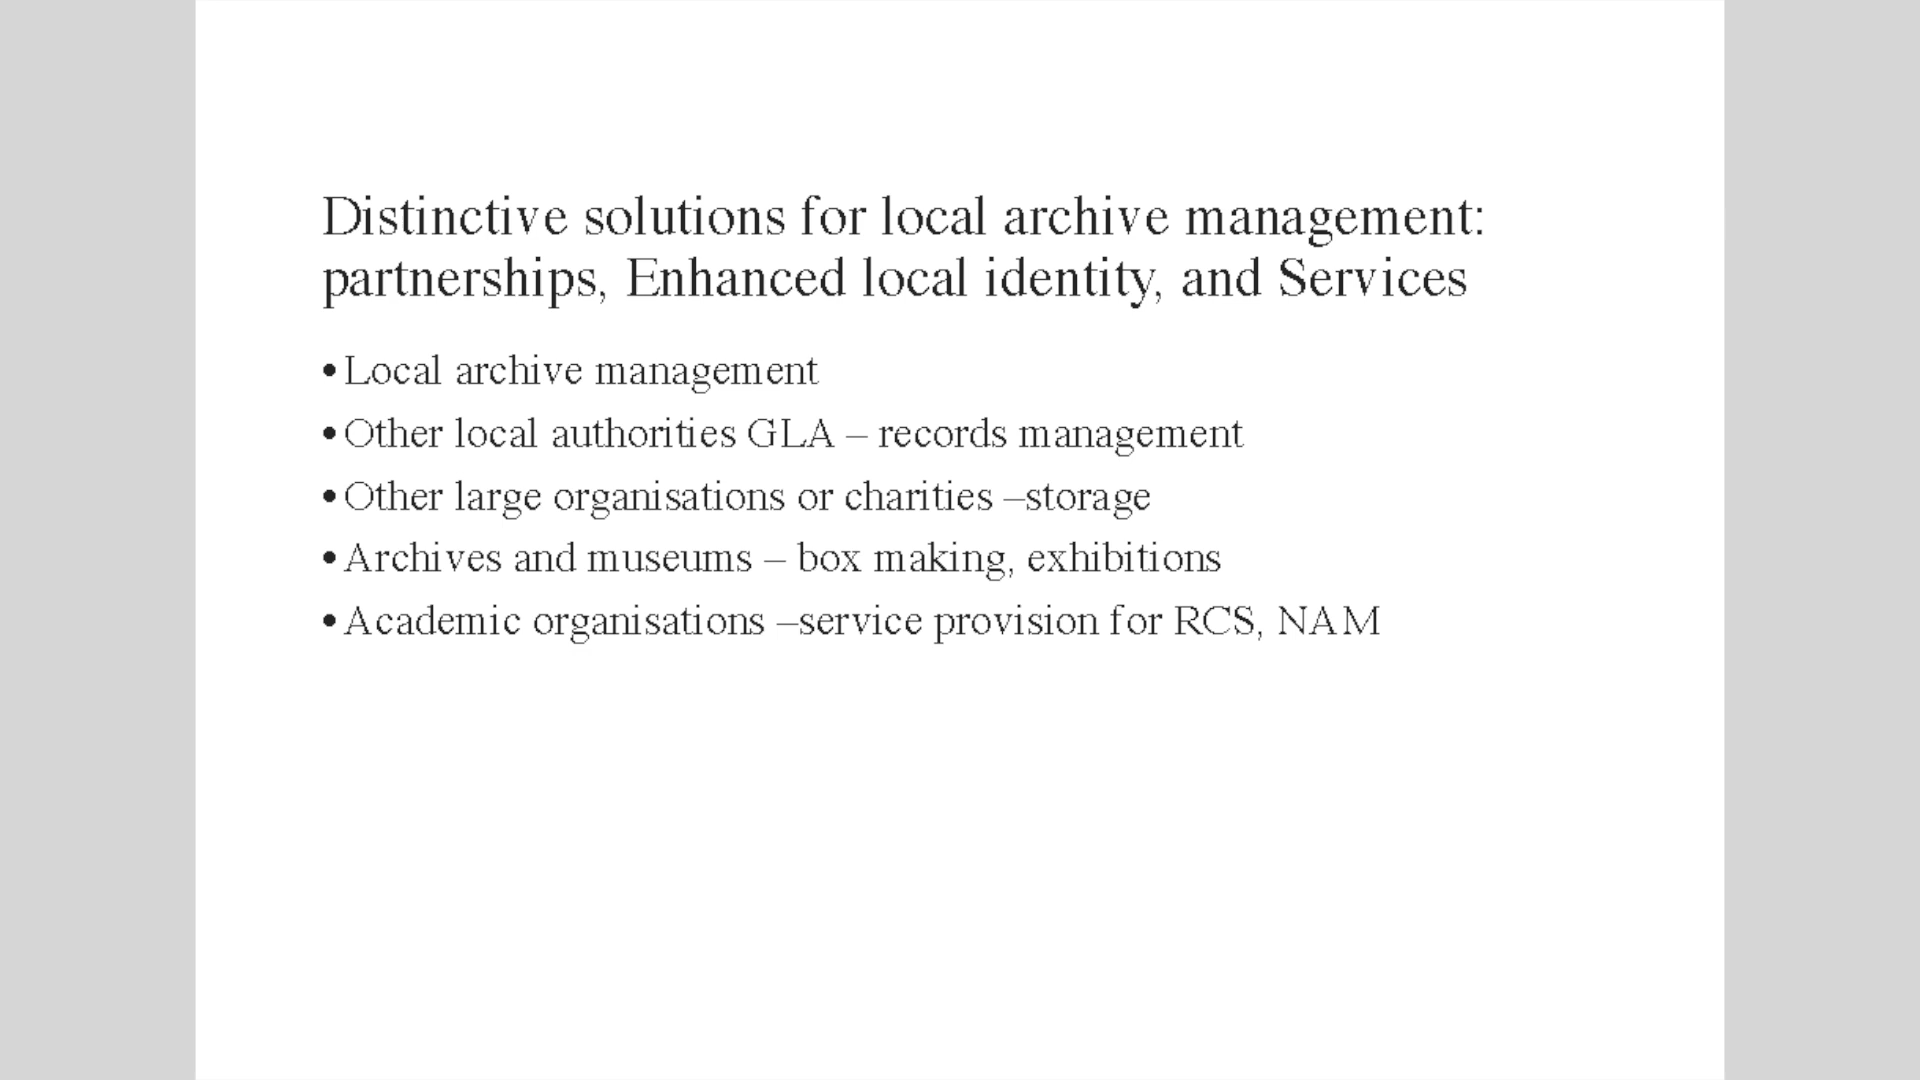 Distinctive solutions for local archive management:
partnerships, Enhanced local identity, and Services
•Local archive management
•Other local authorities GLA – records management
•Other large organisations or charities –storage
•Archives and museums – box making, exhibitions
•Academic organisations –service provision for RCS, NAM